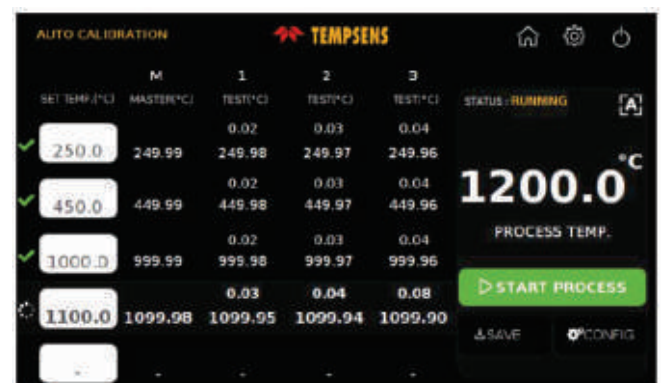 AUTO CALIBRATION
TEMPSENS
M 1 2 3
SET TEMP.(°C) MASTER(°C) TEST(°C) TEST(°C) TEST(°C)
STATUS : RUNNING
[A]
0.02 0.03 0.04
250.0 249.99 249.98 249.97 249.96
0.02 0.03 0.04
450.0 449.99 449.98 449.97 449.96
0.02 0.03 0.04
1000.0 999.99 999.98 999.97 999.96
0.03 0.04 0.08
1100.0 1099.98 1099.95 1099.94 1099.90
- - - - -
1200.0 °C
PROCESS TEMP.
START PROCESS
SAVE
CONFIG